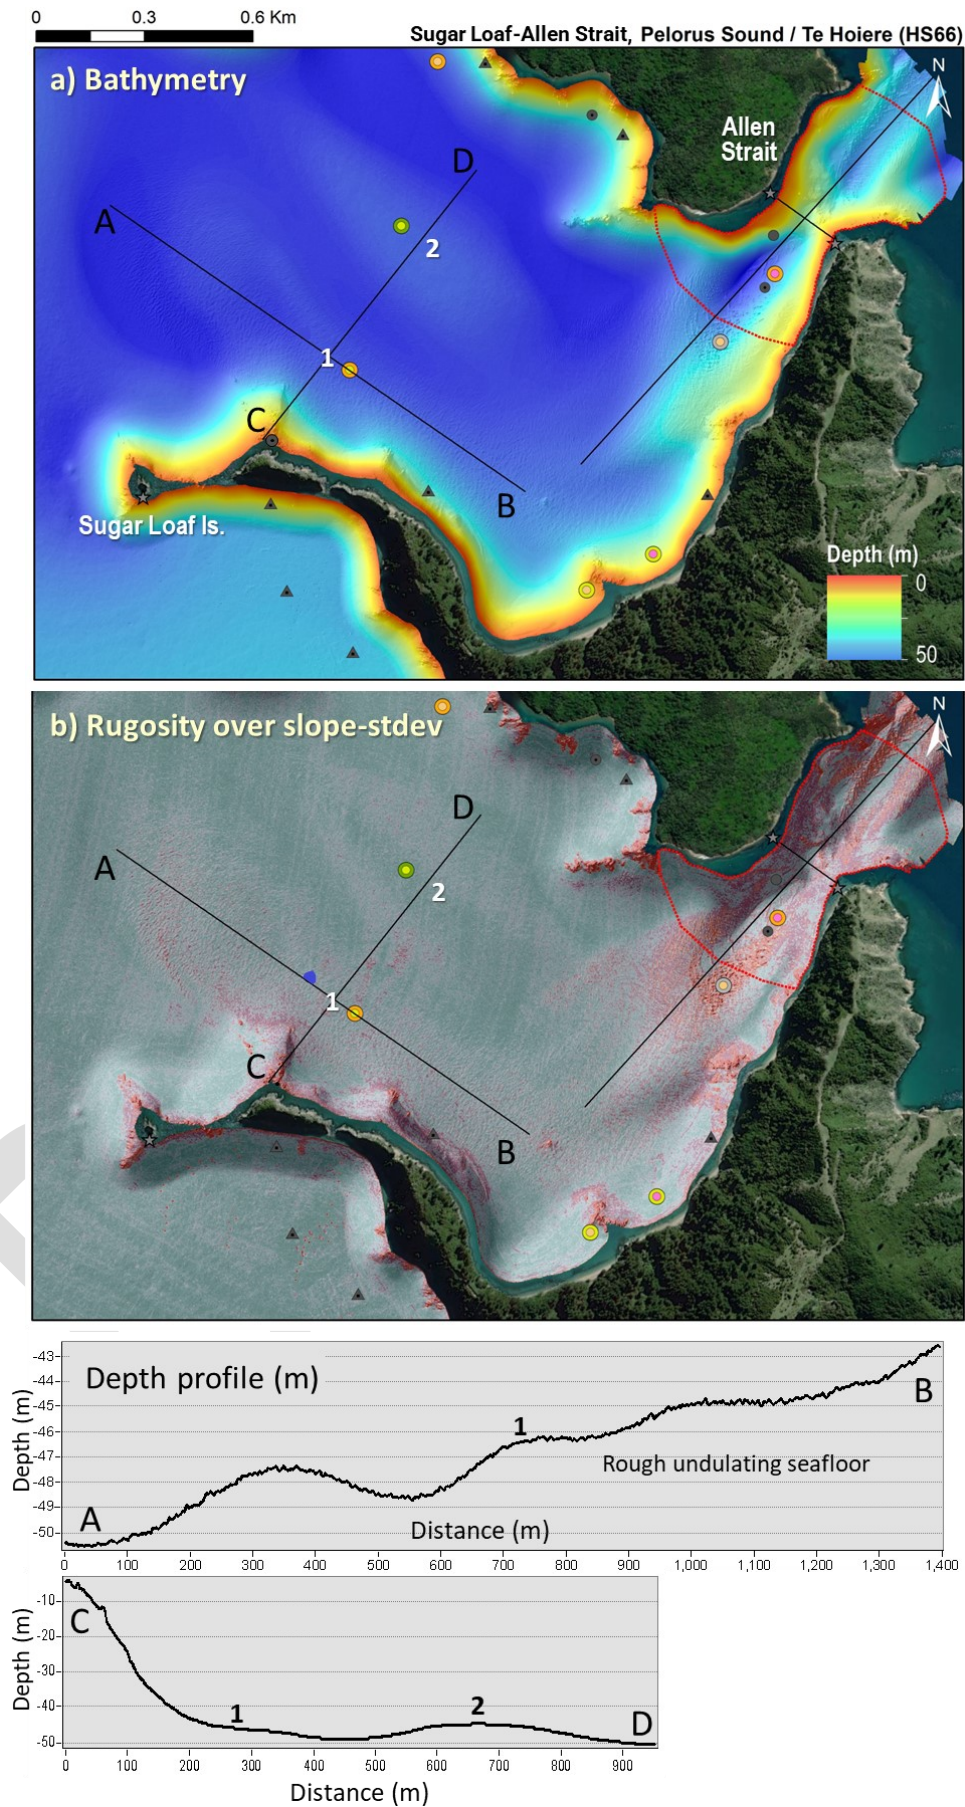 0 0.3 0.6 Km
Sugar Loaf-Allen Strait, Pelorus Sound / Te Hoiere (HS66)
a) Bathymetry
N
Allen
Strait
D
A
2
1
C
B
Sugar Loaf Is.
Depth (m)
0
50
b) Rugosity over slope-stdev
N
D
A
2
1
C
B
Depth profile (m)
Depth (m)
-43-
-44-
-45-
-46-
-47-
-48-
-49-
-50-
A
1
B
Rough undulating seafloor
Distance (m)
0 100 200 300 400 500 600 700 800 900 1,000 1,100 1,200 1,300 1,400
Depth (m)
-10-
-20-
-30-
-40-
-50-
C
1
2
D
0 100 200 300 400 500 600 700 800 900
Distance (m)